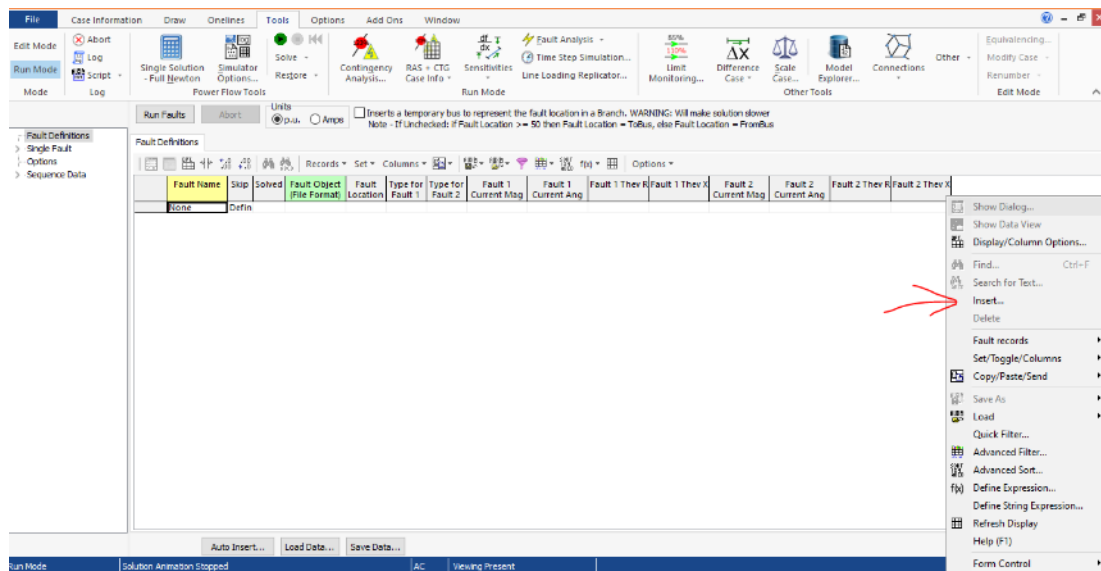 File Case Information Draw Onelines Tools Options Add Ons Window
Edit Mode
Run Mode
Mode
Abort
Log
Script
Log
Single Solution
- Full Newton
Simulator
Options...
Solve
Restore
Power Flow Tools
Contingency
Analysis...
RAS + CTG
Case Info
Sensitivities
Fault Analysis
Time Step Simulation...
Line Loading Replicator...
Run Mode
Limit
Monitoring...
Difference
Case
Scale
Case...
Model
Explorer...
Connections
Other
Other Tools
Equivalencing...
Modify Case
Renumber
Edit Mode
Fault Definitions
Single Fault
Options
Sequence Data
Run Faults Abort
Units
p.u. Amps
Inserts a temporary bus to represent the fault location in a Branch. WARNING: Will make solution slower
Note - If Unchecked: if Fault Location >= 50 then Fault Location = ToBus, else Fault Location = FromBus
Fault Definitions
Records Set Columns f(x) Options
Fault Name Skip Solved Fault Object Fault Type for Type for Fault 1 Fault 1 Fault 1 Thev R Fault 1 Thev X Fault 2 Fault 2 Fault 2 Thev R Fault 2 Thev X
(File Format) Location Fault 1 Fault 2 Current Mag Current Ang Current Mag Current Ang
None Defin
Show Dialog...
Show Data View
Display/Column Options...
Find... Ctrl+F
Search for Text...
Insert...
Delete
Fault records
Set/Toggle/Columns
Copy/Paste/Send
Save As
Load
Quick Filter...
Advanced Filter...
Advanced Sort...
f(x) Define Expression...
Define String Expression...
Refresh Display
Help (F1)
Form Control
Auto Insert... Load Data... Save Data...
Run Mode Solution Animation Stopped AC Viewing Present